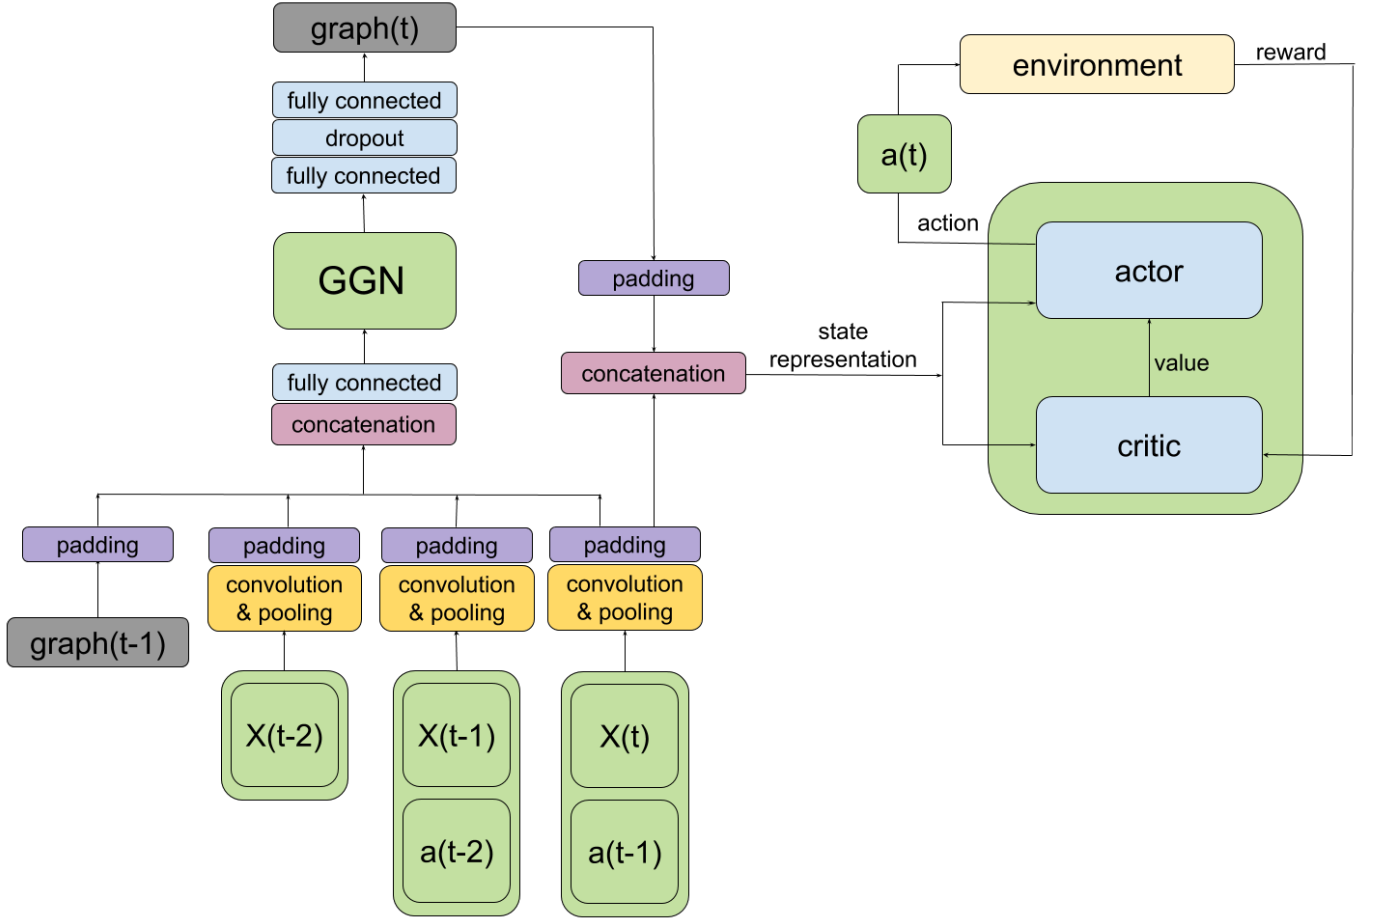 graph(t)
fully connected
dropout
fully connected
GGN
fully connected
concatenation
padding
padding
padding
padding
convolution
& pooling
convolution
& pooling
convolution
& pooling
graph(t-1)
X(t-2)
X(t-1)
X(t)
a(t-2)
a(t-1)
padding
concatenation
state
representation
environment
reward
a(t)
action
actor
value
critic